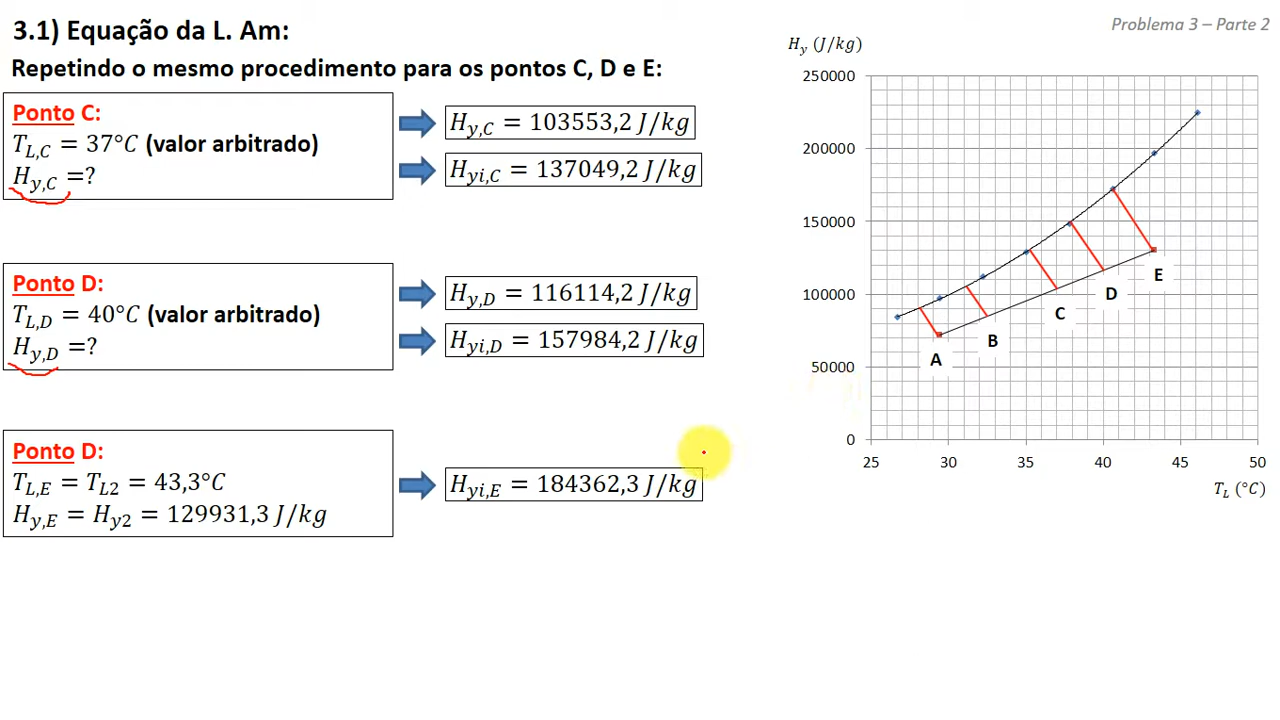 3.1) Equação da L. Am:
Problema 3 – Parte 2
Repetindo o mesmo procedimento para os pontos C, D e E:
Ponto C:
T_{L,C} = 37°C (valor arbitrado)
H_{y,C} =?
H_{y,C} = 103553,2 J/kg
H_{yi,C} = 137049,2 J/kg
Ponto D:
T_{L,D} = 40°C (valor arbitrado)
H_{y,D} =?
H_{y,D} = 116114,2 J/kg
H_{yi,D} = 157984,2 J/kg
Ponto D:
T_{L,E} = T_{L2} = 43,3°C
H_{y,E} = H_{y2} = 129931,3 J/kg
H_{yi,E} = 184362,3 J/kg
H_y (J/kg)
250000
200000
150000
100000
50000
0
A
B
C
D
E
25 30 35 40 45 50
T_L (°C)